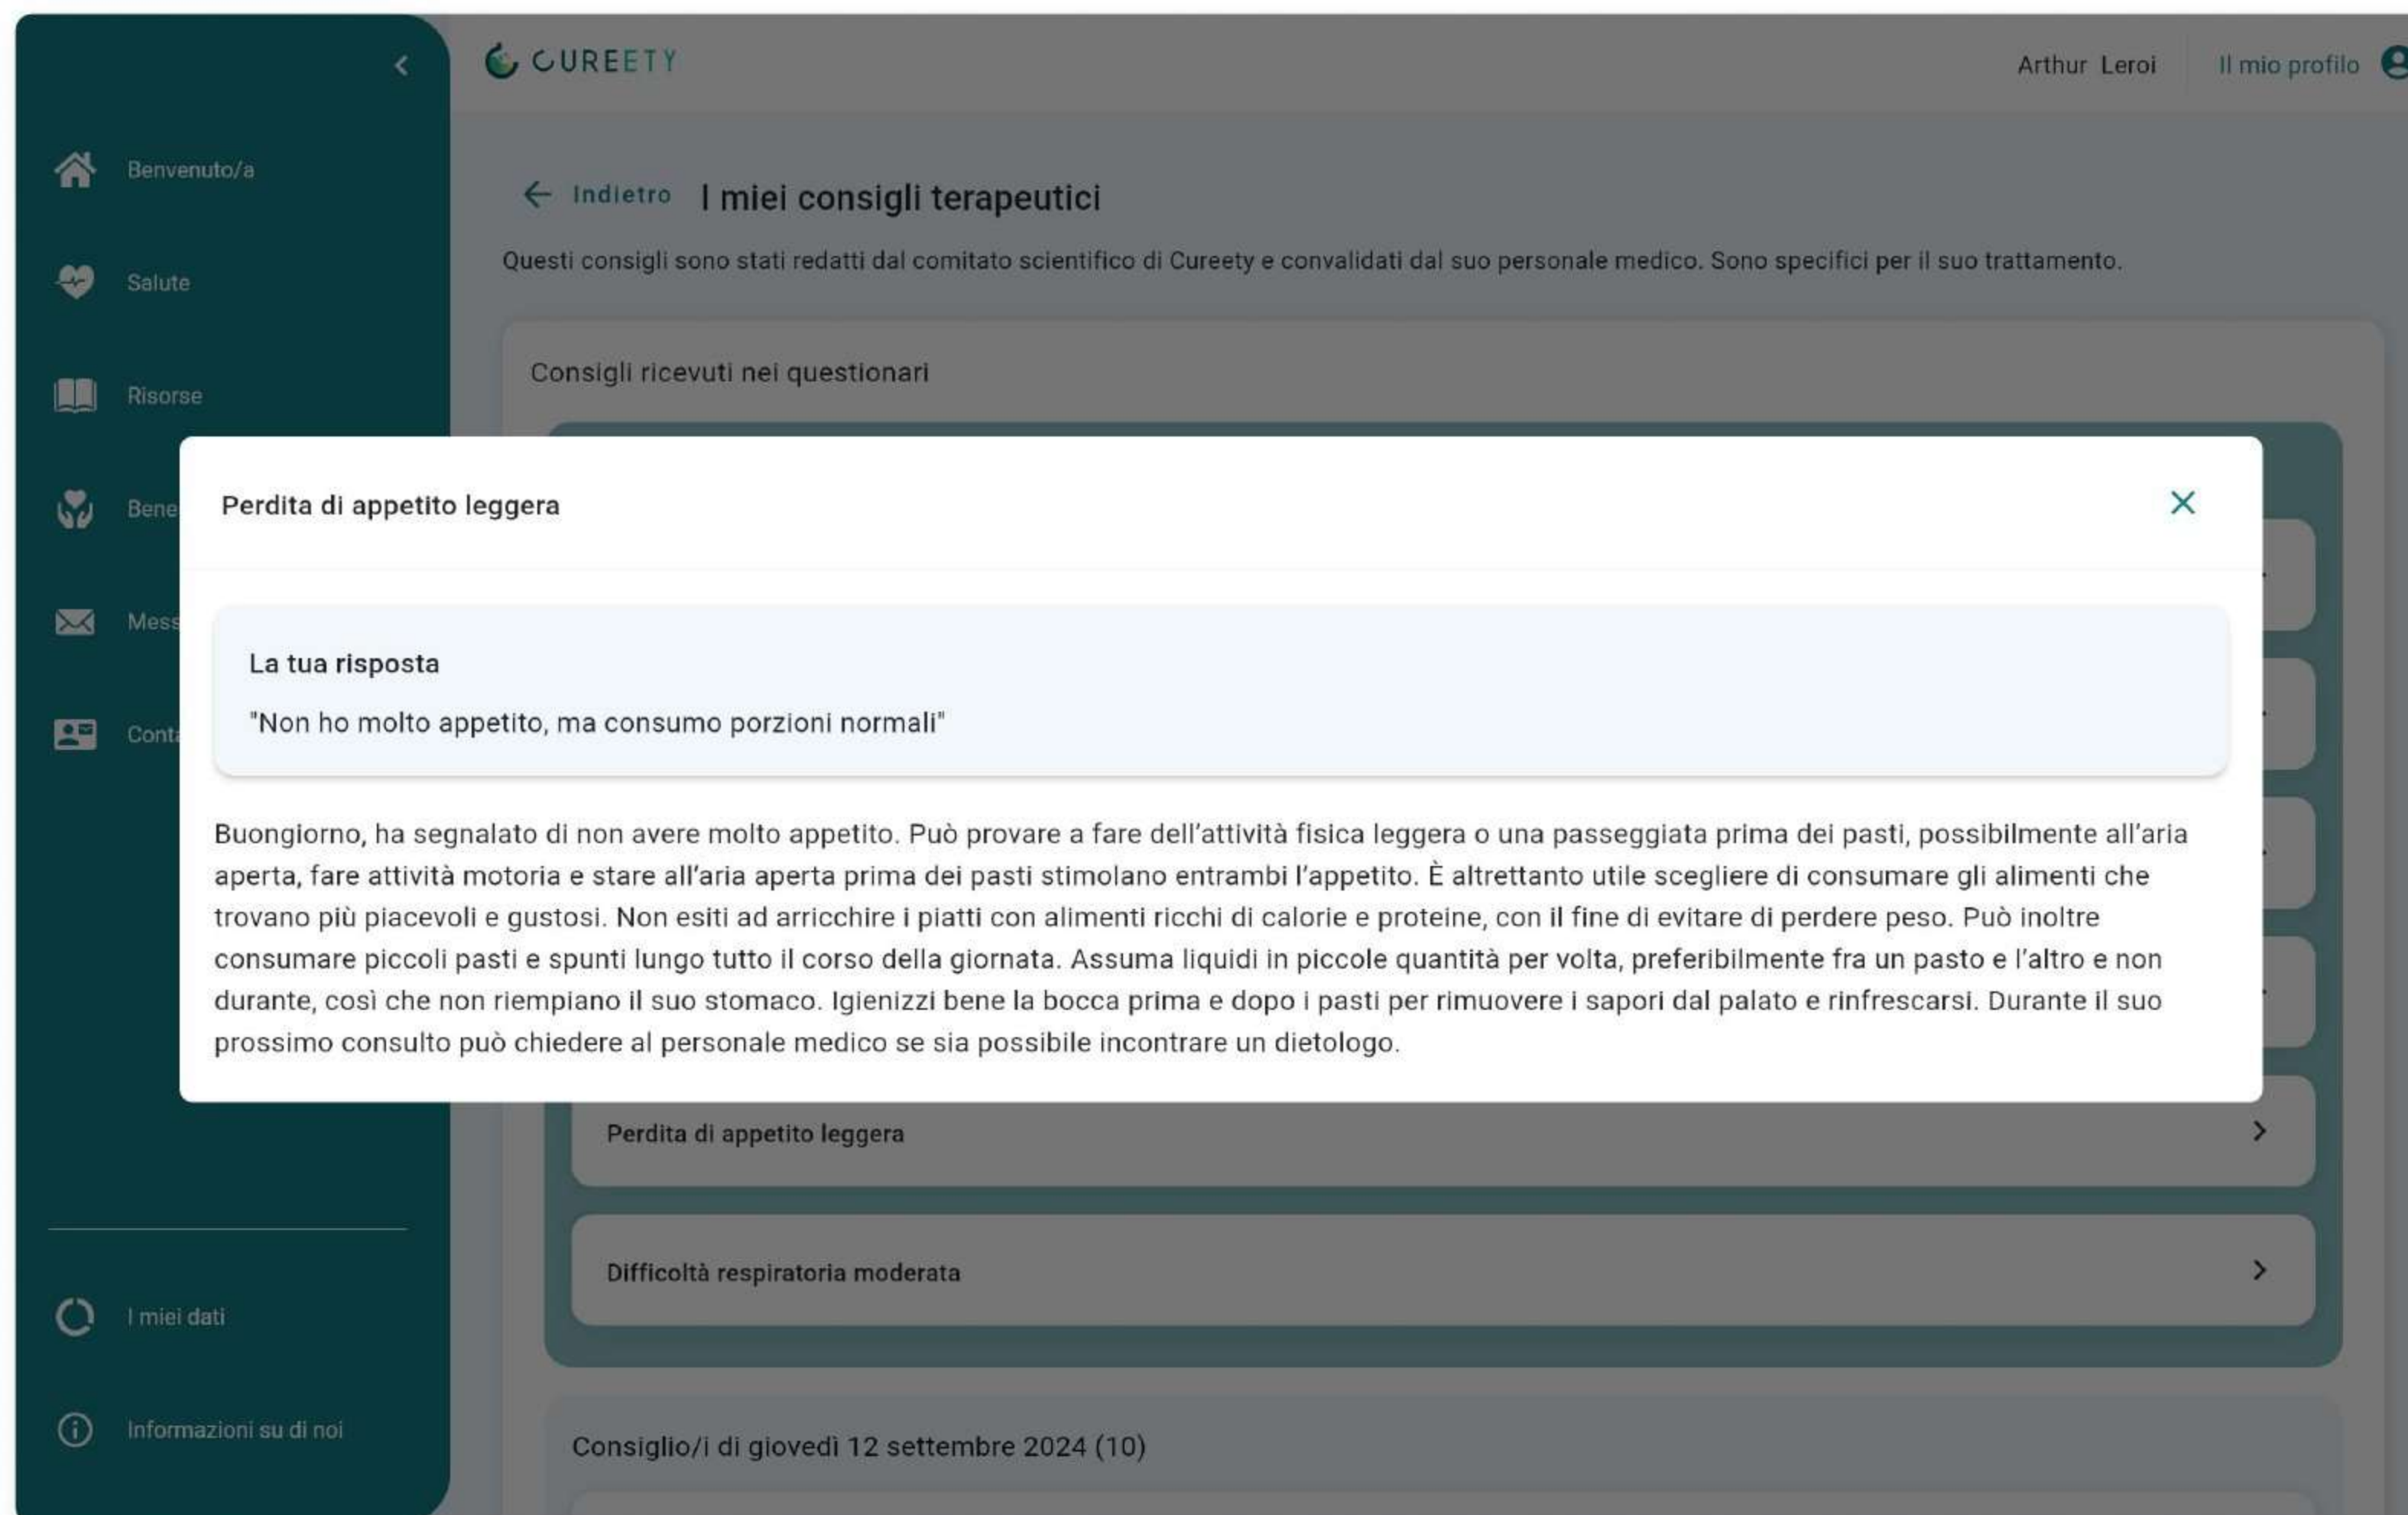 CUREETY
Arthur Leroi
Il mio profilo
Benvenuto/a
Salute
Risorse
Bene
Mess
Conta
I miei dati
Informazioni su di noi
Indietro
I miei consigli terapeutici
Questi consigli sono stati redatti dal comitato scientifico di Cureety e convalidati dal suo personale medico. Sono specifici per il suo trattamento.
Consigli ricevuti nei questionari
Perdita di appetito leggera
La tua risposta
"Non ho molto appetito, ma consumo porzioni normali"
Buongiorno, ha segnalato di non avere molto appetito. Può provare a fare dell'attività fisica leggera o una passeggiata prima dei pasti, possibilmente all'aria
aperta, fare attività motoria e stare all'aria aperta prima dei pasti stimolano entrambi l'appetito. È altrettanto utile scegliere di consumare gli alimenti che
trovano più piacevoli e gustosi. Non esiti ad arricchire i piatti con alimenti ricchi di calorie e proteine, con il fine di evitare di perdere peso. Può inoltre
consumare piccoli pasti e spunti lungo tutto il corso della giornata. Assuma liquidi in piccole quantità per volta, preferibilmente fra un pasto e l'altro e non
durante, così che non riempiano il suo stomaco. Igienizzi bene la bocca prima e dopo i pasti per rimuovere i sapori dal palato e rinfrescarsi. Durante il suo
prossimo consulto può chiedere al personale medico se sia possibile incontrare un dietologo.
Perdita di appetito leggera
Difficoltà respiratoria moderata
Consiglio/i di giovedì 12 settembre 2024 (10)